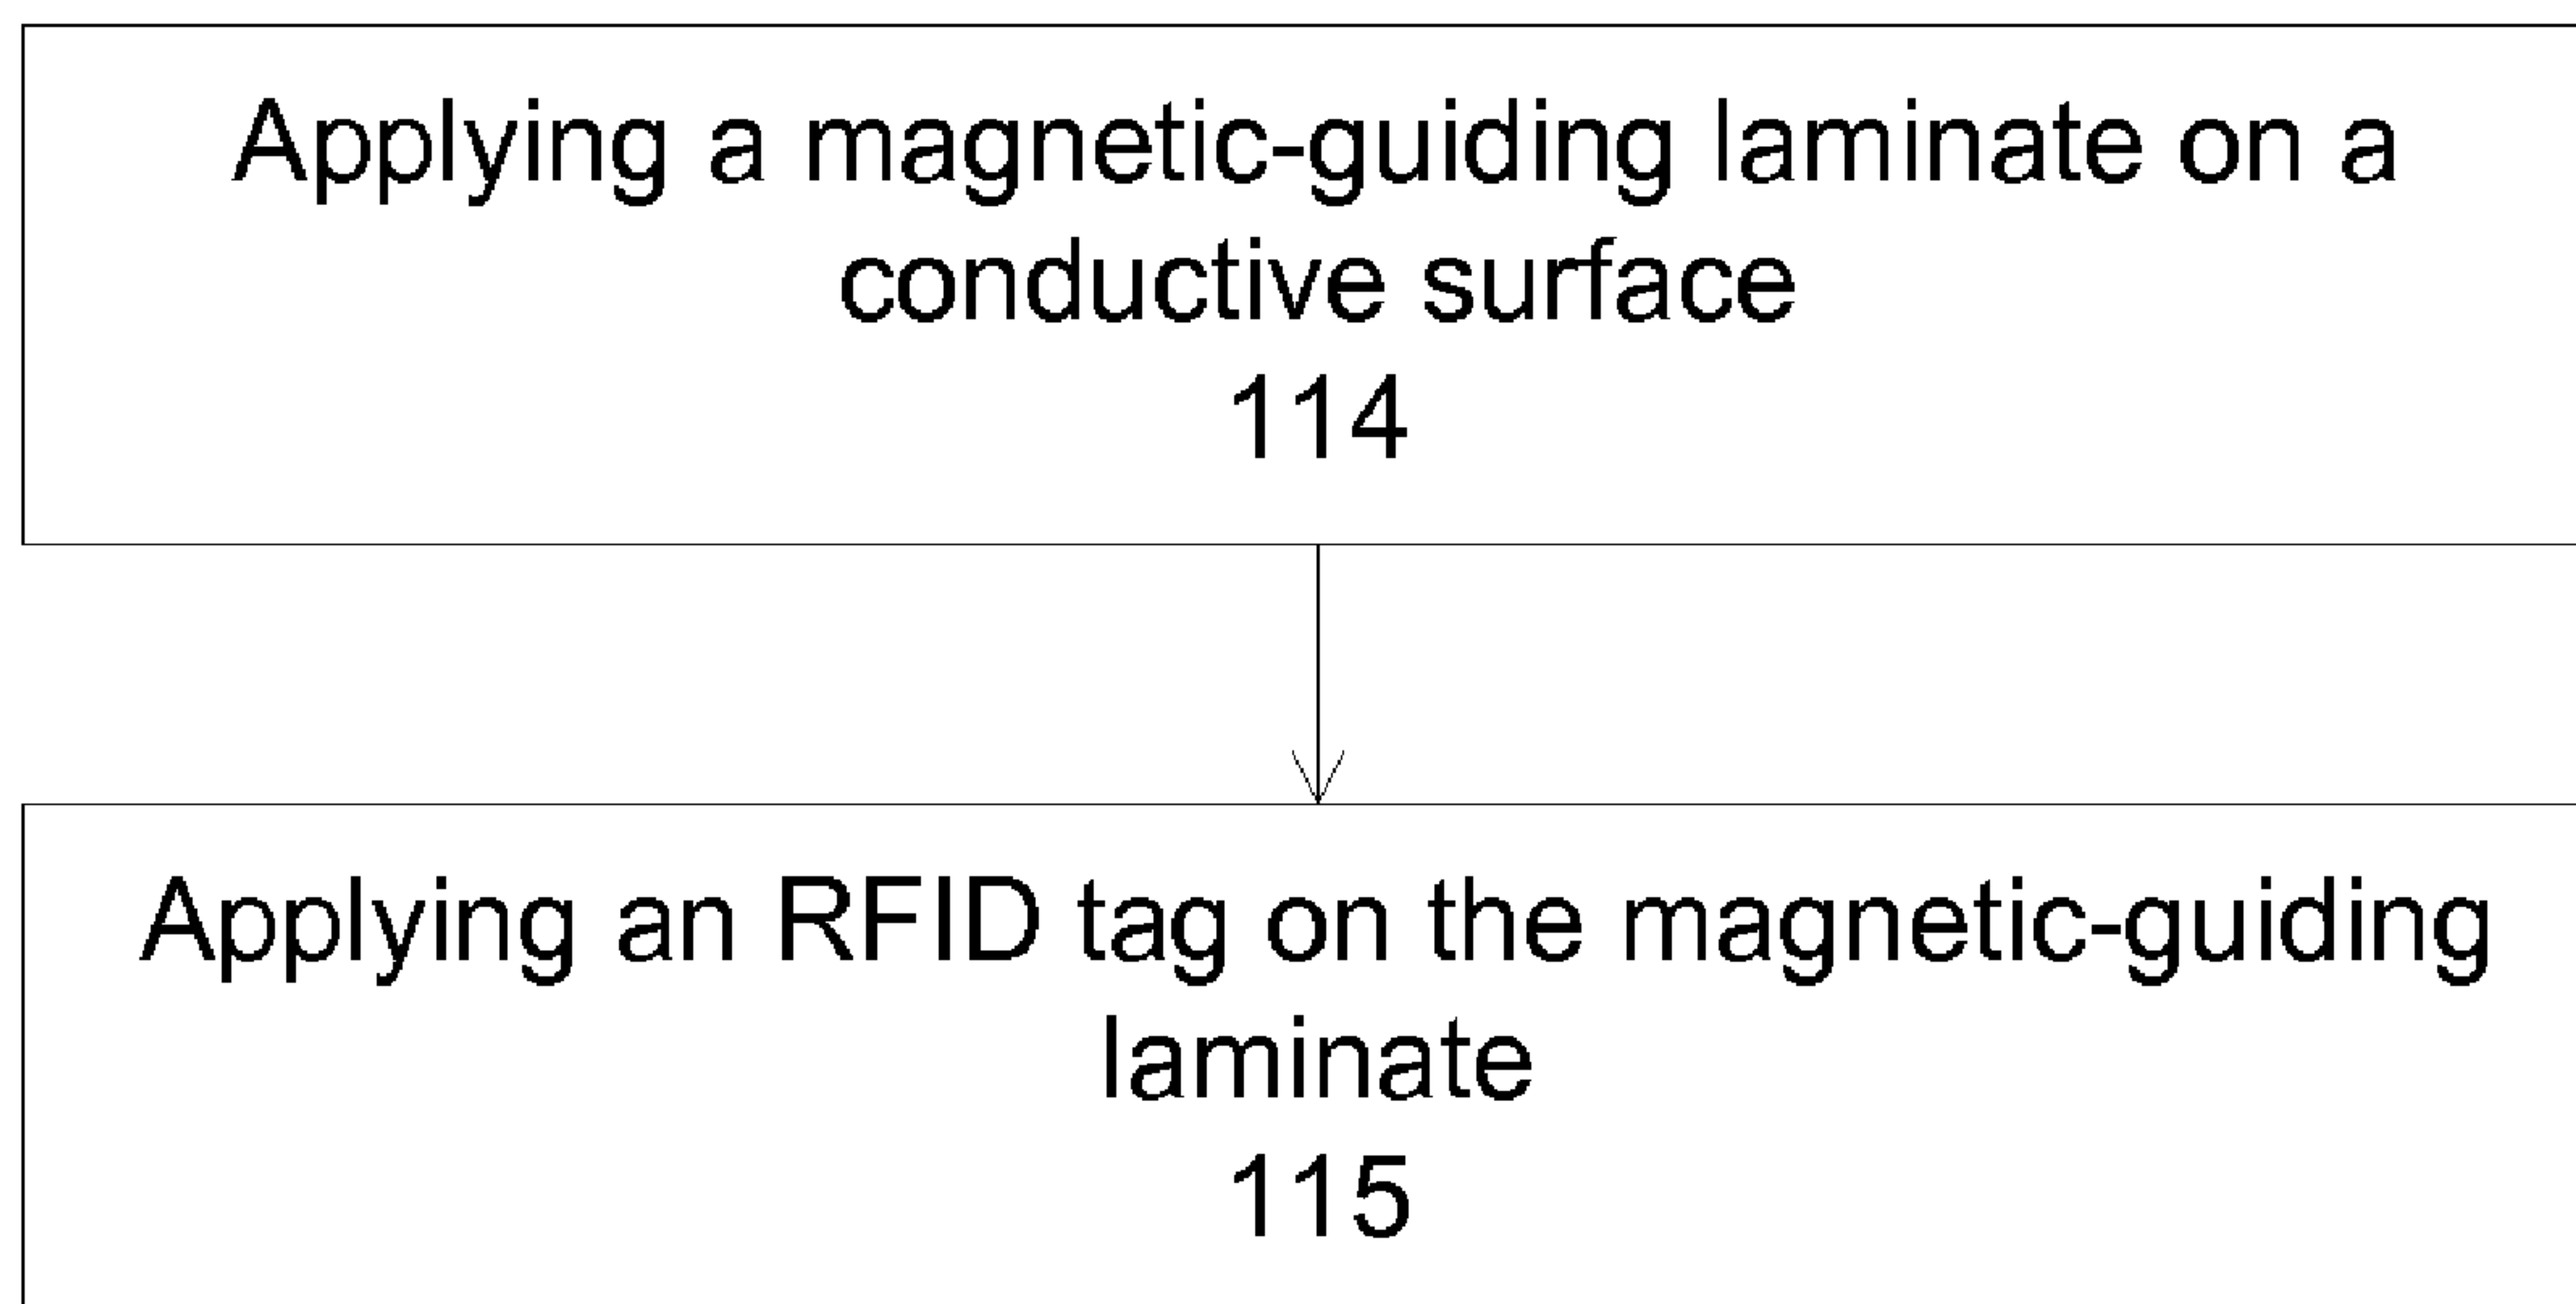 Applying a magnetic-guiding laminate on a
conductive surface
114
Applying an RFID tag on the magnetic-guiding
laminate
115